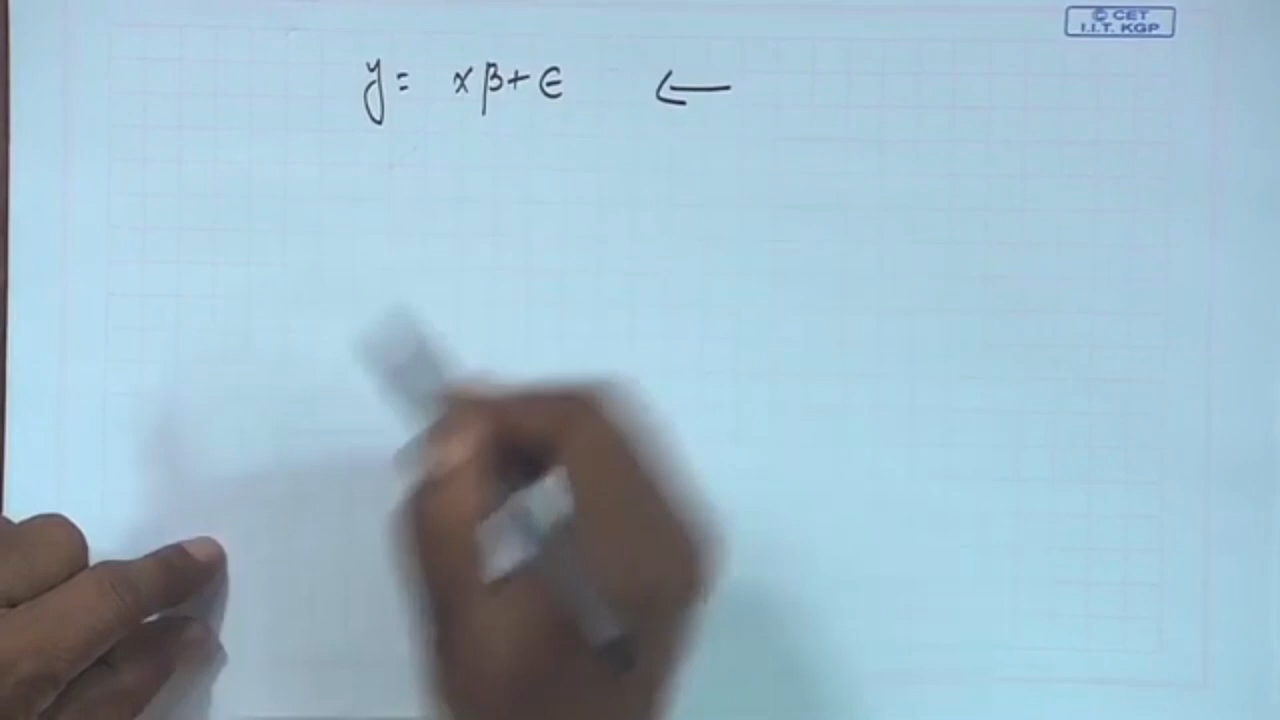 © CET
I.I.T. KGP
y = xβ + ϵ ←